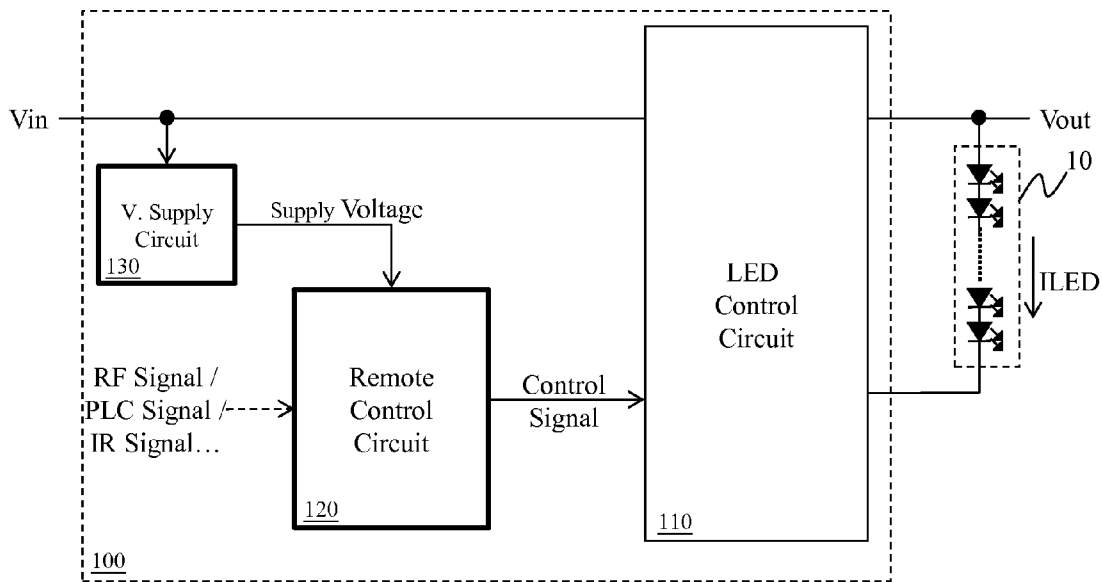 Vin
Vout
10
V. Supply
Circuit
130
Supply Voltage
LED
Control
Circuit
ILED
RF Signal /
PLC Signal /
IR Signal...
Remote
Control
Circuit
Control
Signal
120
110
100